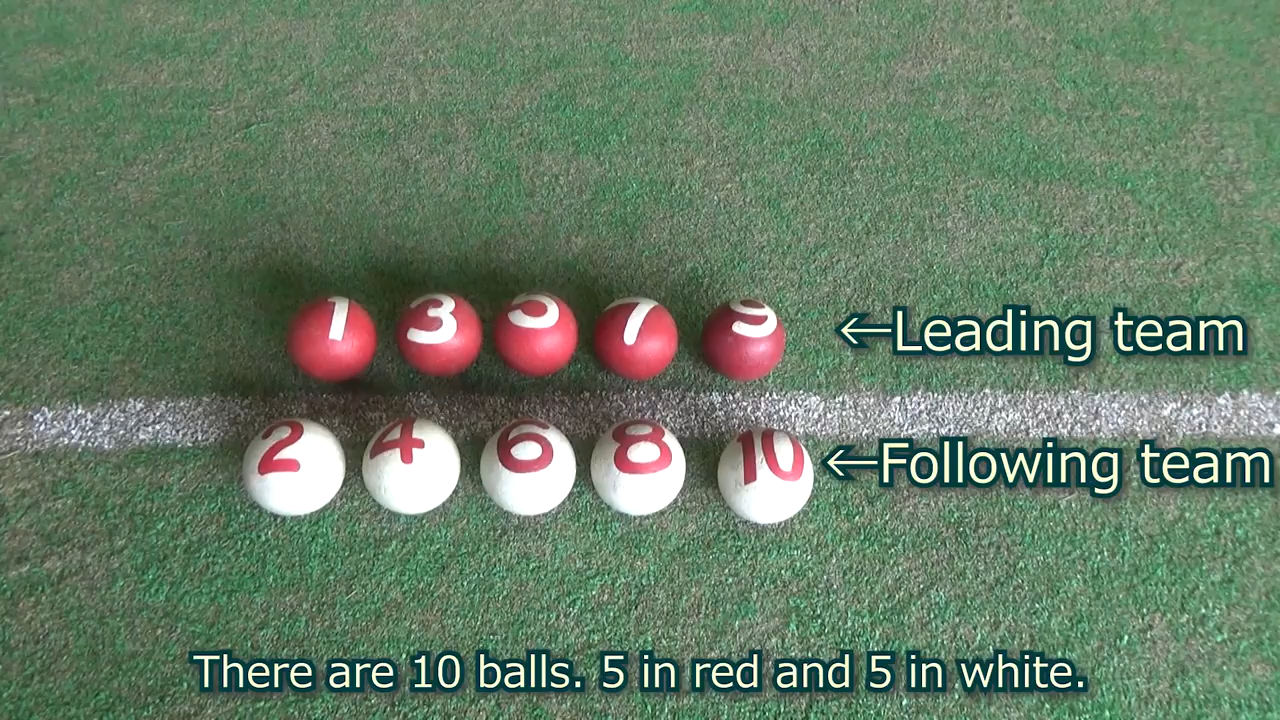 1 3 5 7 9
←Leading team
2 4 6 8 10
←Following team
There are 10 balls. 5 in red and 5 in white.